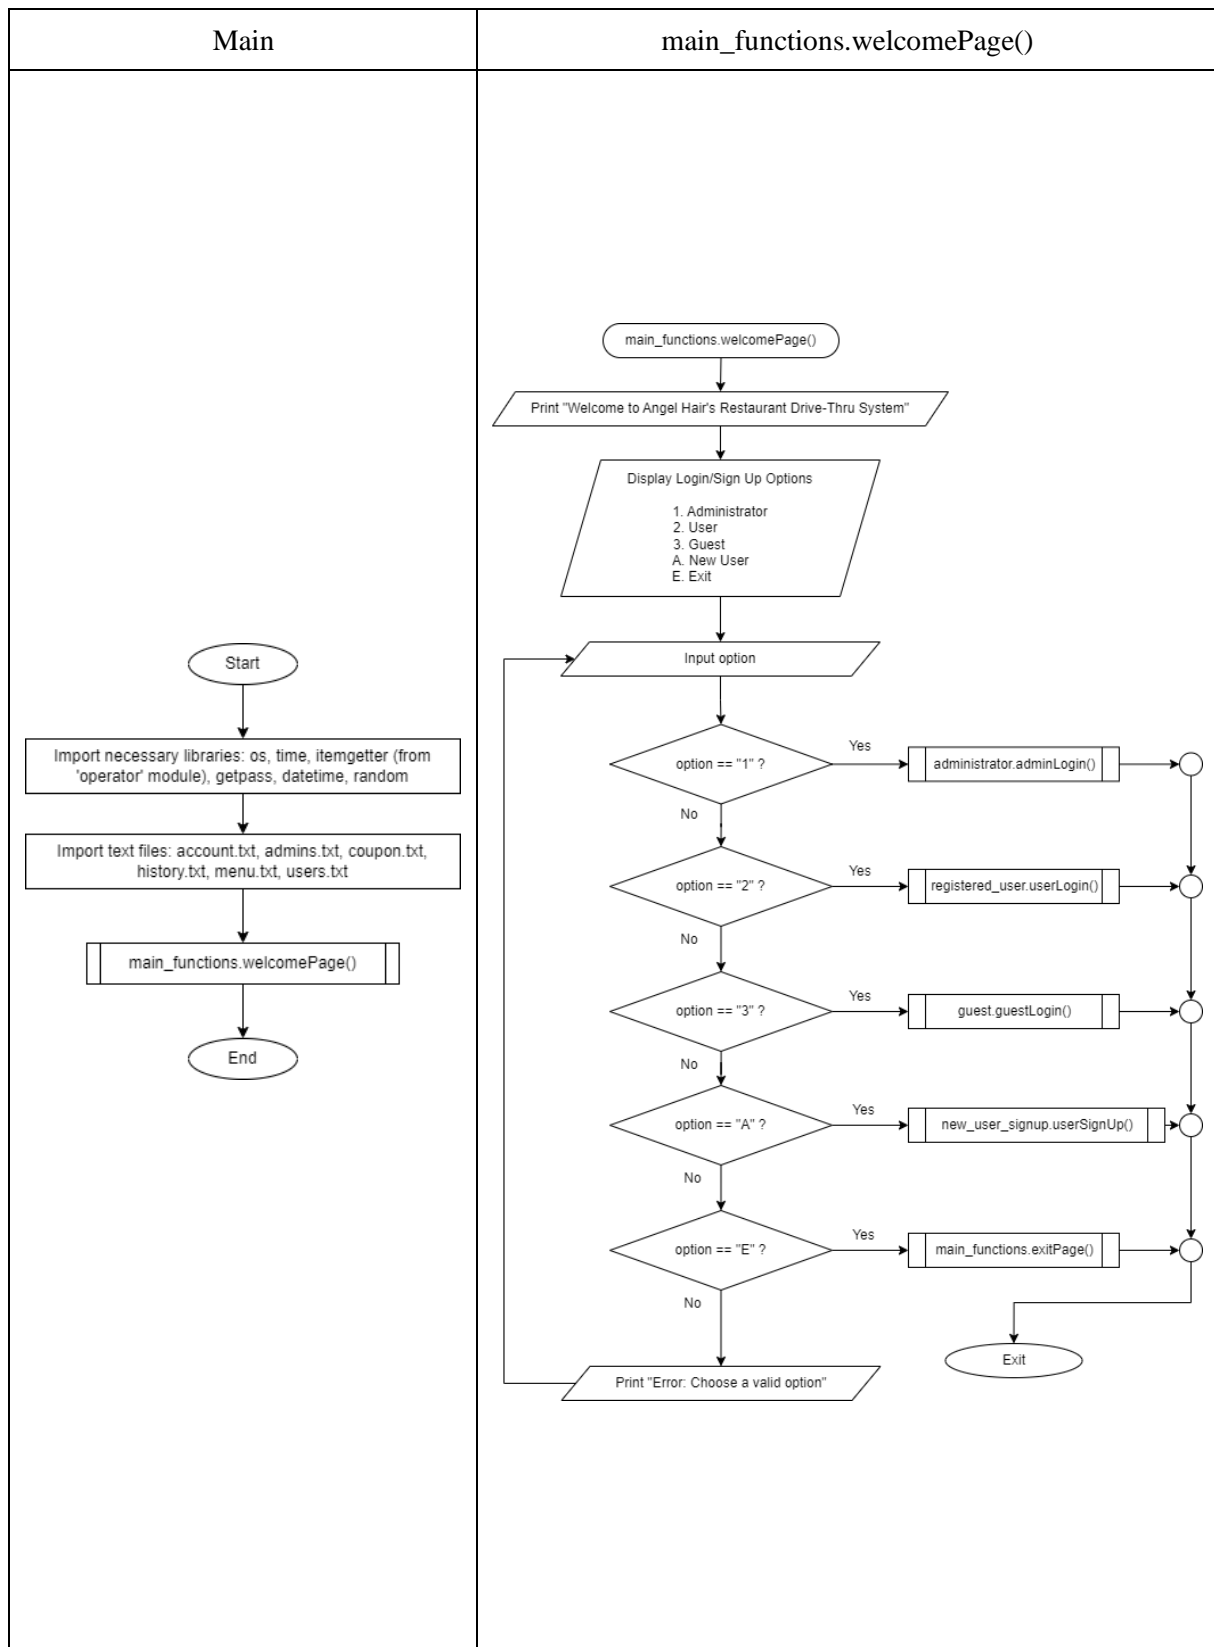 Main
main_functions.welcomePage()
Start
Import necessary libraries: os, time, itemgetter (from
'operator' module), getpass, datetime, random
Import text files: account.txt, admins.txt, coupon.txt,
history.txt, menu.txt, users.txt
main_functions.welcomePage()
End
main_functions.welcomePage()
Print "Welcome to Angel Hair's Restaurant Drive-Thru System"
Display Login/Sign Up Options
1. Administrator
2. User
3. Guest
A. New User
E. Exit
Input option
option == "1" ?
Yes
administrator.adminLogin()
No
option == "2" ?
Yes
registered_user.userLogin()
No
option == "3" ?
Yes
guest.guestLogin()
No
option == "A" ?
Yes
new_user_signup.userSignUp()
No
option == "E" ?
Yes
main_functions.exitPage()
No
Exit
Print "Error: Choose a valid option"